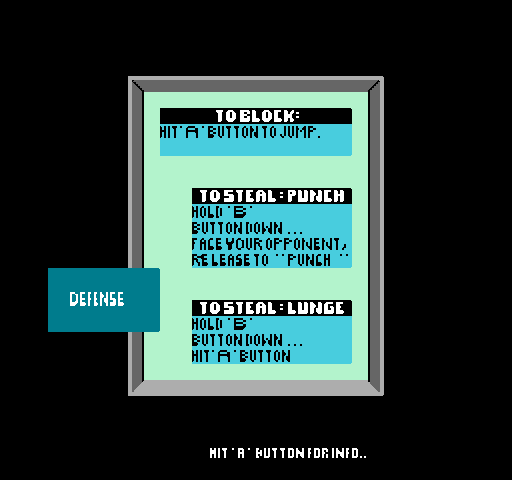 TO BLOCK:
HIT 'A' BUTTON TO JUMP.
TO STEAL: PUNCH
HOLD 'B'
BUTTON DOWN...
FACE YOUR OPPONENT,
RELEASE TO ''PUNCH ''
DEFENSE
TO STEAL: LUNGE
HOLD 'B'
BUTTON DOWN...
HIT 'A' BUTTON
HIT 'A' BUTTON FOR INFO..